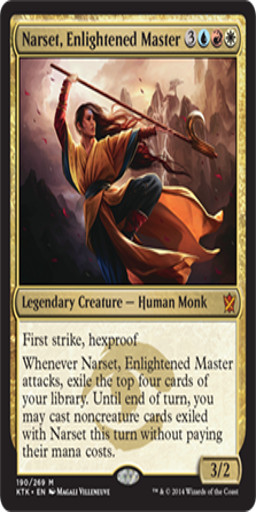 Narset, Enlightened Master 3
Legendary Creature — Human Monk
First strike, hexproof
Whenever Narset, Enlightened Master
attacks, exile the top four cards of
your library. Until end of turn, you
may cast noncreature cards exiled
with Narset this turn without paying
their mana costs.
3/2
190/269 M
KTK • EN MAGALI VILLENEUVE
™ & © 2014 Wizards of the Coast